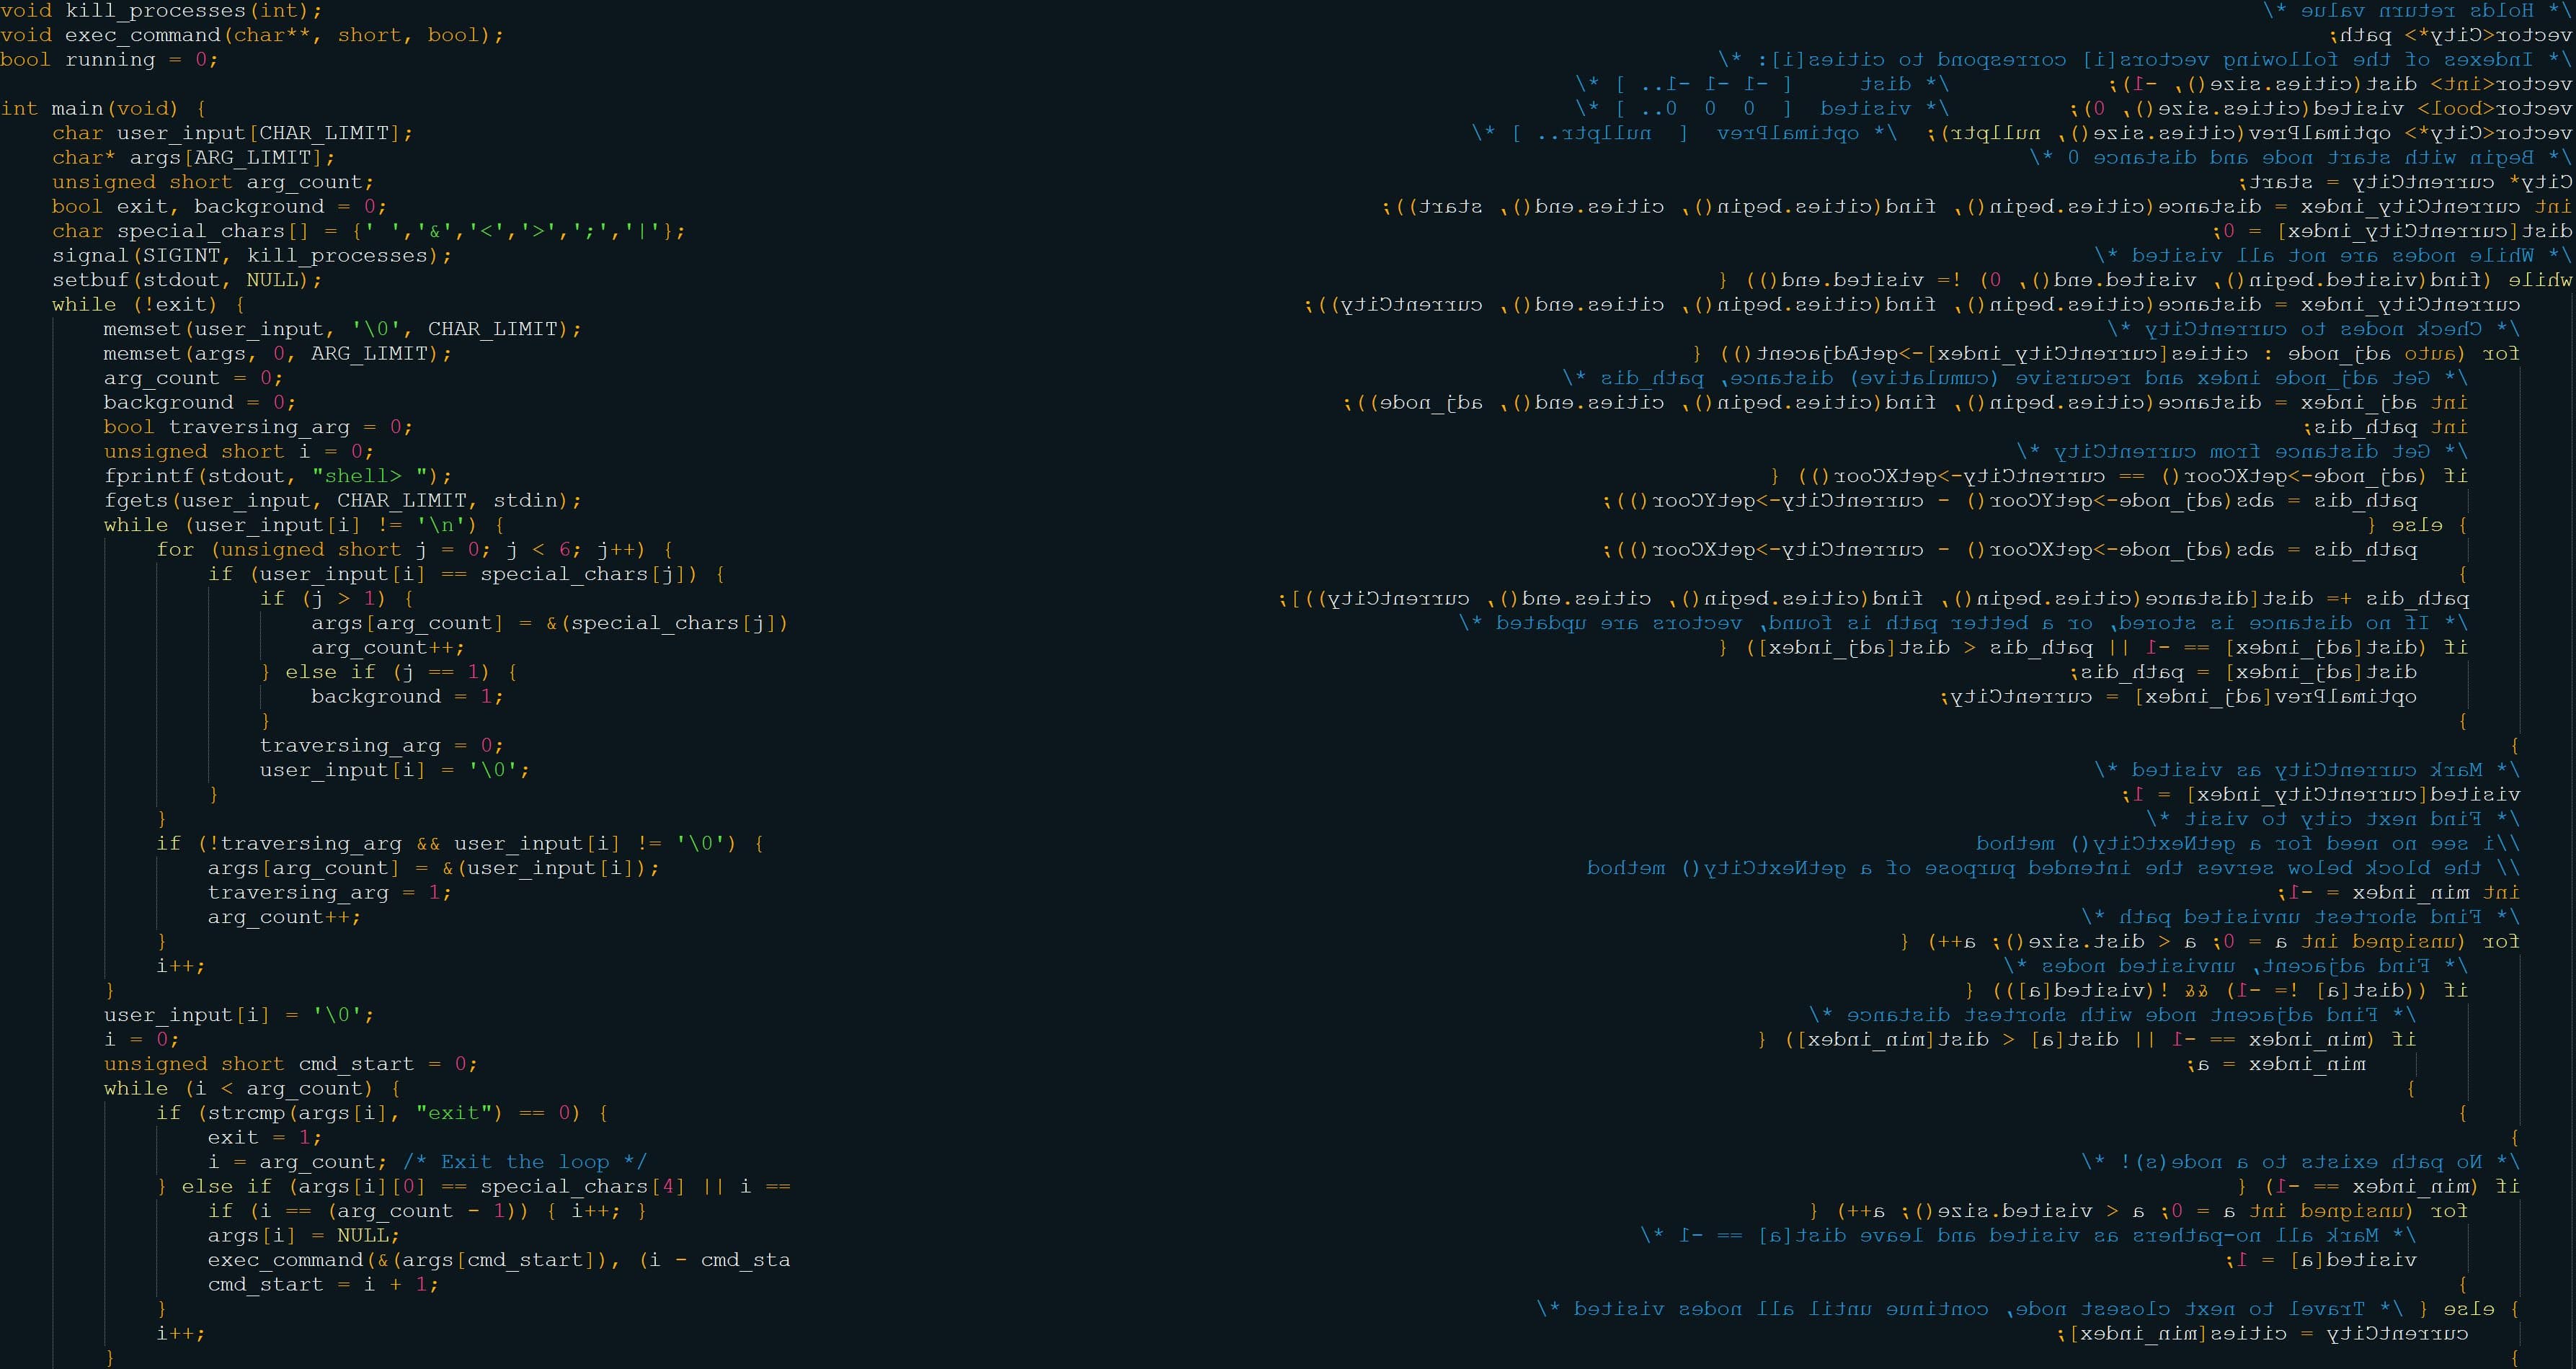 void kill_processes(int);
void exec_command(char**, short, bool);
bool running = 0;

int main(void) {
    char user_input[CHAR_LIMIT];
    char* args[ARG_LIMIT];
    unsigned short arg_count;
    bool exit, background = 0;
    char special_chars[] = {' ','&','<','>',';','|'};
    signal(SIGINT, kill_processes);
    setbuf(stdout, NULL);
    while (!exit) {
        memset(user_input, '\0', CHAR_LIMIT);
        memset(args, 0, ARG_LIMIT);
        arg_count = 0;
        background = 0;
        bool traversing_arg = 0;
        unsigned short i = 0;
        fprintf(stdout, "shell> ");
        fgets(user_input, CHAR_LIMIT, stdin);
        while (user_input[i] != '\n') {
            for (unsigned short j = 0; j < 6; j++) {
                if (user_input[i] == special_chars[j]) {
                    if (j > 1) {
                        args[arg_count] = &(special_chars[j])
                        arg_count++;
                    } else if (j == 1) {
                        background = 1;
                    }
                    traversing_arg = 0;
                    user_input[i] = '\0';
                }
            }
            if (!traversing_arg && user_input[i] != '\0') {
                args[arg_count] = &(user_input[i]);
                traversing_arg = 1;
                arg_count++;
            }
            i++;
        }
        user_input[i] = '\0';
        i = 0;
        unsigned short cmd_start = 0;
        while (i < arg_count) {
            if (strcmp(args[i], "exit") == 0) {
                exit = 1;
                i = arg_count; /* Exit the loop */
            } else if (args[i][0] == special_chars[4] || i ==
                if (i == (arg_count - 1)) { i++; }
                args[i] = NULL;
                exec_command(&(args[cmd_start]), (i - cmd_sta
                cmd_start = i + 1;
            }
            i++;
        }
/* Holds return value */
vector<City*> path;
/* Indexes of the following vectors[i] correspond to cities[i]: */
vector<int> dist(cities.size(), -1);            /* dist     [ -1 -1 -1.. ] */
vector<bool> visited(cities.size(), 0);         /* visited  [  0  0  0.. ] */
vector<City*> optimalPrev(cities.size(), nullptr);  /* optimalPrev  [  nullptr.. ] */
/* Begin with start node and distance 0 */
City* currentCity = start;
int currentCity_index = distance(cities.begin(), find(cities.begin(), cities.end(), start));
dist[currentCity_index] = 0;
/* While nodes are not all visited */
while (find(visited.begin(), visited.end(), 0) != visited.end()) {
    currentCity_index = distance(cities.begin(), find(cities.begin(), cities.end(), currentCity));
    /* Check nodes to currentCity */
    for (auto adj_node : cities[currentCity_index]->getAdjacent()) {
        /* Get adj_node index and recursive (cumulative) distance, path_dis */
        int adj_index = distance(cities.begin(), find(cities.begin(), cities.end(), adj_node));
        int path_dis;
        /* Get distance from currentCity */
        if (adj_node->getXCoor() == currentCity->getXCoor()) {
            path_dis = abs(adj_node->getYCoor() - currentCity->getYCoor());
        } else {
            path_dis = abs(adj_node->getXCoor() - currentCity->getXCoor());
        }
        path_dis += dist[distance(cities.begin(), find(cities.begin(), cities.end(), currentCity))];
        /* If no distance is stored, or a better path is found, vectors are updated */
        if (dist[adj_index] == -1 || path_dis < dist[adj_index]) {
            dist[adj_index] = path_dis;
            optimalPrev[adj_index] = currentCity;
        }
    }
    /* Mark currentCity as visited */
    visited[currentCity_index] = 1;
    /* Find next city to visit */
    //i see no need for a getNextCity() method
    // the block below serves the intended purpose of a getNextCity() method
    int min_index = -1;
    /* Find shortest unvisited path */
    for (unsigned int a = 0; a < dist.size(); a++) {
        /* Find adjacent, unvisited nodes */
        if ((dist[a] != -1) && !(visited[a])) {
            /* Find adjacent node with shortest distance */
            if (min_index == -1 || dist[a] < dist[min_index]) {
                min_index = a;
            }
        }
    }
    /* No path exists to a node(s)! */
    if (min_index == -1) {
        for (unsigned int a = 0; a < visited.size(); a++) {
            /* Mark all no-pathers as visited and leave dist[a] == -1 */
            visited[a] = 1;
        }
    } else { /* Travel to next closest node, continue until all nodes visited */
        currentCity = cities[min_index];
    }